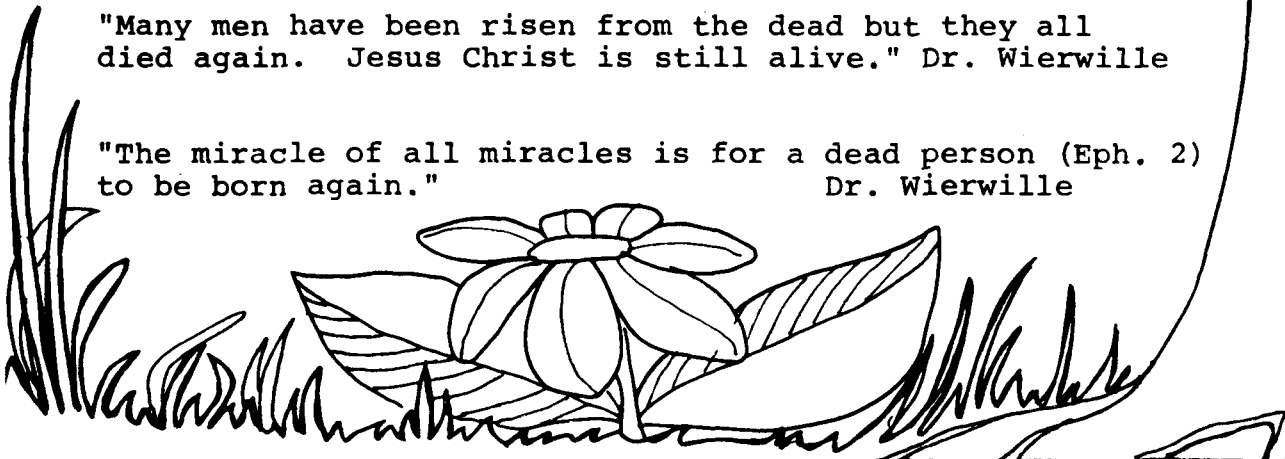 "Many men have been risen from the dead but they all
died again. Jesus Christ is still alive." Dr. Wierwille
"The miracle of all miracles is for a dead person (Eph. 2)
to be born again." Dr. Wierwille